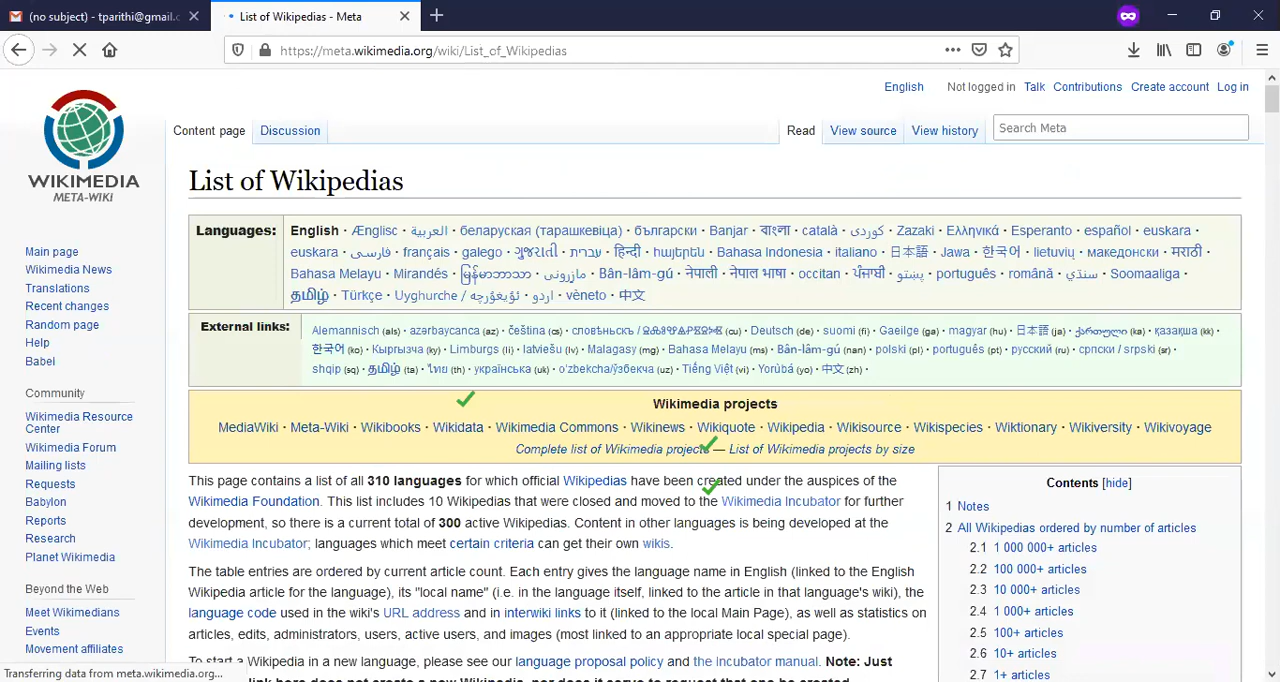 (no subject) - tparithi@gmail.c
List of Wikipedias - Meta
https://meta.wikimedia.org/wiki/List_of_Wikipedias
English Not logged in Talk Contributions Create account Log in
Content page Discussion Read View source View history Search Meta
WIKIMEDIA
META-WIKI
List of Wikipedias
Languages: English · Ænglisc · العربية · беларуская (тарашкевіца) · български · Banjar · বাংলা · català · کوردی · Zazaki · Ελληνικά · Esperanto · español · euskara ·
euskara · فارسی · français · galego · ગુજરાતી · עברית · हिन्दी · հայերեն · Bahasa Indonesia · italiano · 日本語 · Jawa · 한국어 · lietuvių · македонски · मराठी ·
Bahasa Melayu · Mirandés · မြန်မာဘာသာ · مازرونی · Bân-lâm-gú · नेपाली · नेपाल भाषा · occitan · ਪੰਜਾਬੀ · پښتو · português · română · سنڌي · Soomaaliga ·
தமிழ் · Türkçe · Uyghurche / ئۇيغۇرچە · اردو · vèneto · 中文
External links: Alemannisch (als) · azərbaycanca (az) · čeština (cs) · словѣньскъ / ⰔⰎⰑⰂⰡⰐⰠⰔⰍⰟ (cu) · Deutsch (de) · suomi (fi) · Gaeilge (ga) · magyar (hu) · 日本語 (ja) · ქართული (ka) · қазақша (kk) ·
한국어 (ko) · Кыргызча (ky) · Limburgs (li) · latviešu (lv) · Malagasy (mg) · Bahasa Melayu (ms) · Bân-lâm-gú (nan) · polski (pl) · português (pt) · русский (ru) · српски / srpski (sr) ·
shqip (sq) · தமிழ் (ta) · ไทย (th) · українська (uk) · oʻzbekcha/ўзбекча (uz) · Tiếng Việt (vi) · Yorùbá (yo) · 中文 (zh) ·
Wikimedia projects
MediaWiki · Meta-Wiki · Wikibooks · Wikidata · Wikimedia Commons · Wikinews · Wikiquote · Wikipedia · Wikisource · Wikispecies · Wiktionary · Wikiversity · Wikivoyage
Complete list of Wikimedia projects — List of Wikimedia projects by size
This page contains a list of all 310 languages for which official Wikipedias have been created under the auspices of the
Wikimedia Foundation. This list includes 10 Wikipedias that were closed and moved to the Wikimedia Incubator for further
development, so there is a current total of 300 active Wikipedias. Content in other languages is being developed at the
Wikimedia Incubator; languages which meet certain criteria can get their own wikis.
The table entries are ordered by current article count. Each entry gives the language name in English (linked to the English
Wikipedia article for the language), its "local name" (i.e. in the language itself, linked to the article in that language's wiki), the
language code used in the wiki's URL address and in interwiki links to it (linked to the local Main Page), as well as statistics on
articles, edits, administrators, users, active users, and images (most linked to an appropriate local special page).
To start a Wikipedia in a new language, please see our language proposal policy and the incubator manual. Note: Just
link here does not create a new Wikipedia, nor does it serve to request that one be created.
Contents [hide]
1 Notes
2 All Wikipedias ordered by number of articles
2.1 1 000 000+ articles
2.2 100 000+ articles
2.3 10 000+ articles
2.4 1 000+ articles
2.5 100+ articles
2.6 10+ articles
2.7 1+ articles
Main page
Wikimedia News
Translations
Recent changes
Random page
Help
Babel
Community
Wikimedia Resource
Center
Wikimedia Forum
Mailing lists
Requests
Babylon
Reports
Research
Planet Wikimedia
Beyond the Web
Meet Wikimedians
Events
Movement affiliates
Transferring data from meta.wikimedia.org...